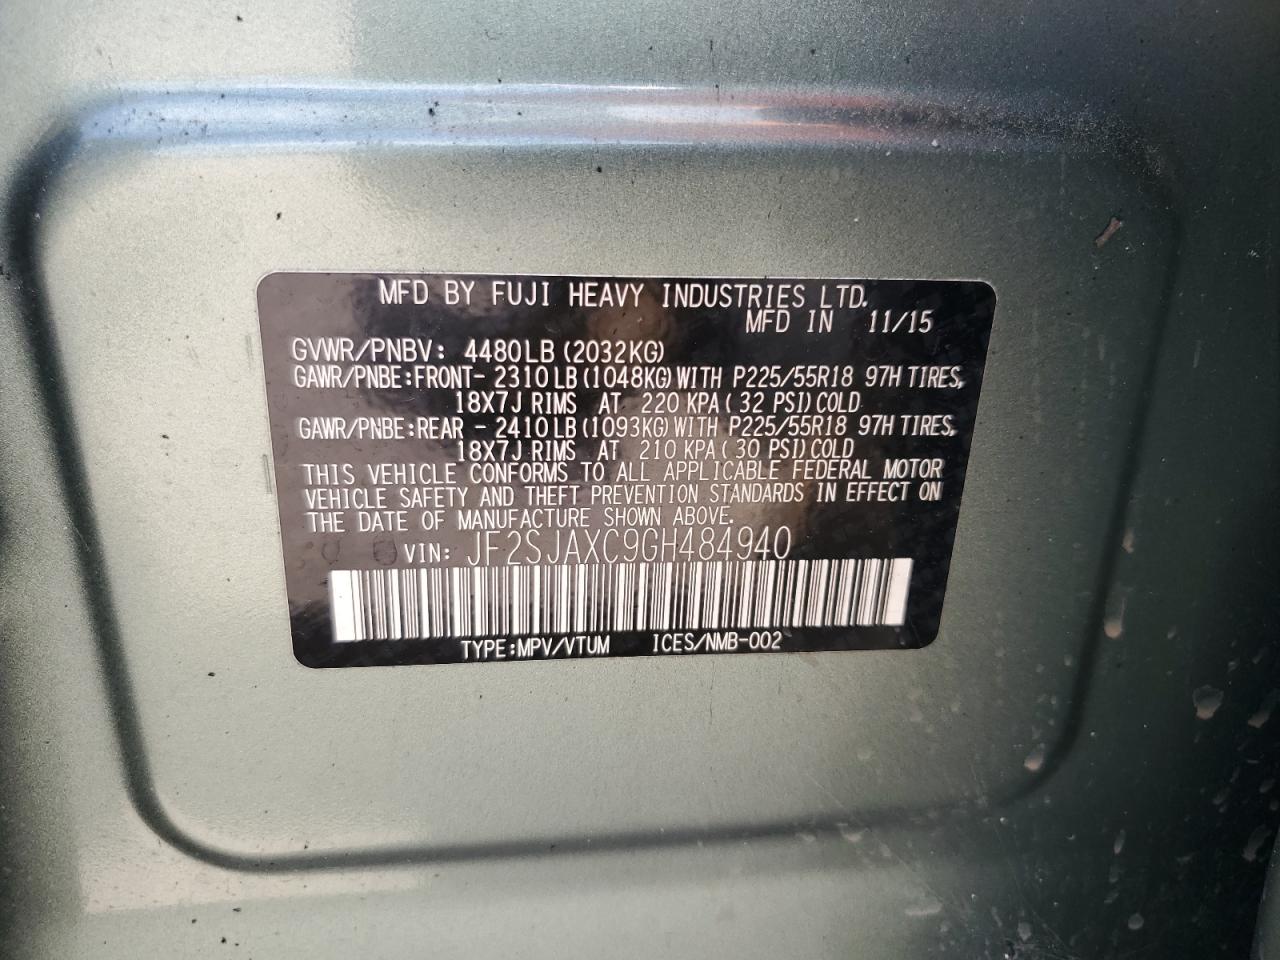 MFD BY FUJI HEAVY INDUSTRIES LTD.
MFD IN 11/15
GVWR/PNBV: 4480LB (2032KG)
GAWR/PNBE:FRONT- 2310 LB (1048KG) WITH P225/55R18 97H TIRES,
18X7J RIMS AT 220 KPA ( 32 PSI) COLD
GAWR/PNBE:REAR - 2410 LB (1093KG) WITH P225/55R18 97H TIRES,
18X7J RIMS AT 210 KPA ( 30 PSI) COLD
THIS VEHICLE CONFORMS TO ALL APPLICABLE FEDERAL MOTOR
VEHICLE SAFETY AND THEFT PREVENTION STANDARDS IN EFFECT ON
THE DATE OF MANUFACTURE SHOWN ABOVE.
VIN: JF2SJAXC9GH484940
TYPE:MPV/VTUM ICES/NMB-002